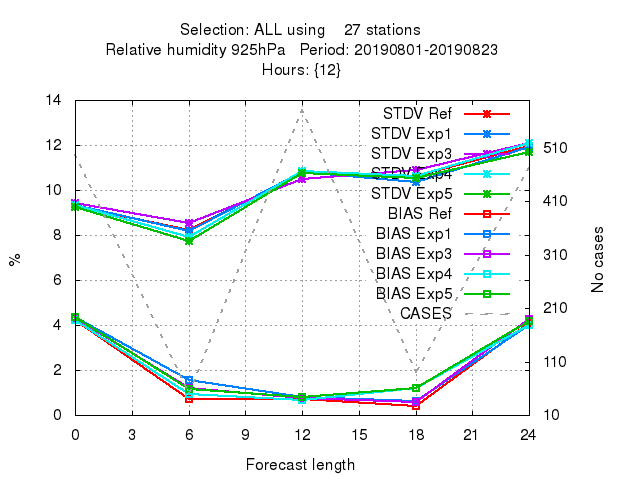 Selection: ALL using 27 stations
Relative humidity 925hPa Period: 20190801-20190823
Hours: {12}
14
12
10
8
6
4
2
0
%
STDV Ref
STDV Exp1
STDV Exp3
STDV Exp4
STDV Exp5
BIAS Ref
BIAS Exp1
BIAS Exp3
BIAS Exp4
BIAS Exp5
CASES
510
410
310
210
110
10
No cases
0 3 6 9 12 15 18 21 24
Forecast length